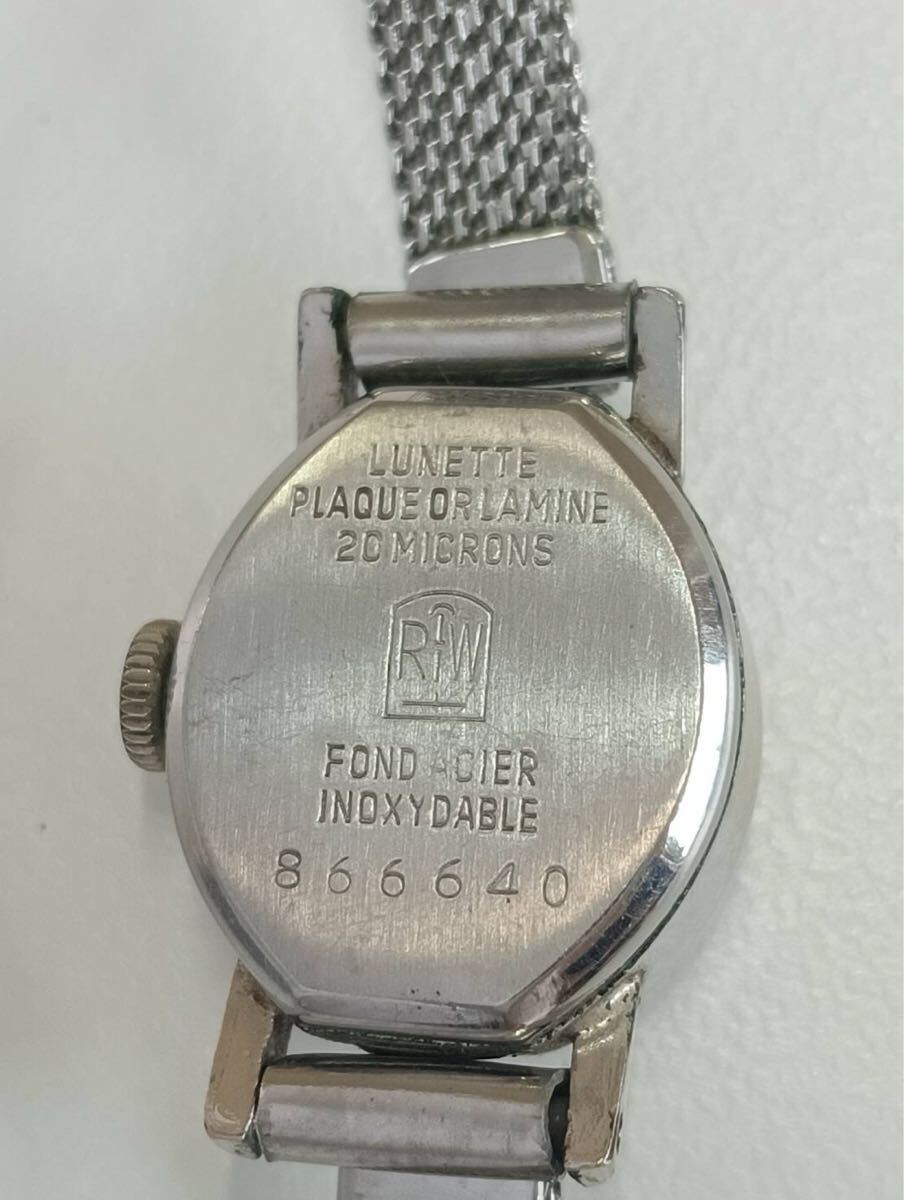 LUNETTE
PLAQUE OR LAMINE
20 MICRONS
RW
FOND ACIER
INOXYDABLE
866640